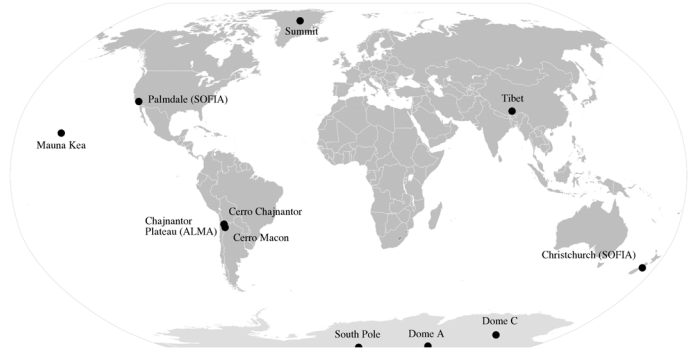 Summit
Palmdale (SOFIA)
Tibet
Mauna Kea
Cerro Chajnantor
Chajnantor
Plateau (ALMA)
Cerro Macon
Christchurch (SOFIA)
Dome C
South Pole
Dome A